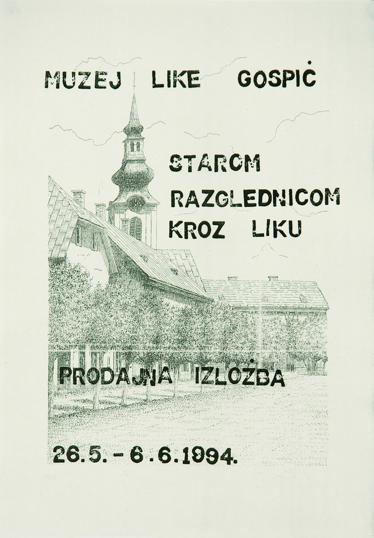 MUZEJ LIKE GOSPIĆ
STAROM
RAZGLEDNICOM
KROZ LIKU
PRODAJNA IZLOŽBA
26.5. - 6.6.1994.